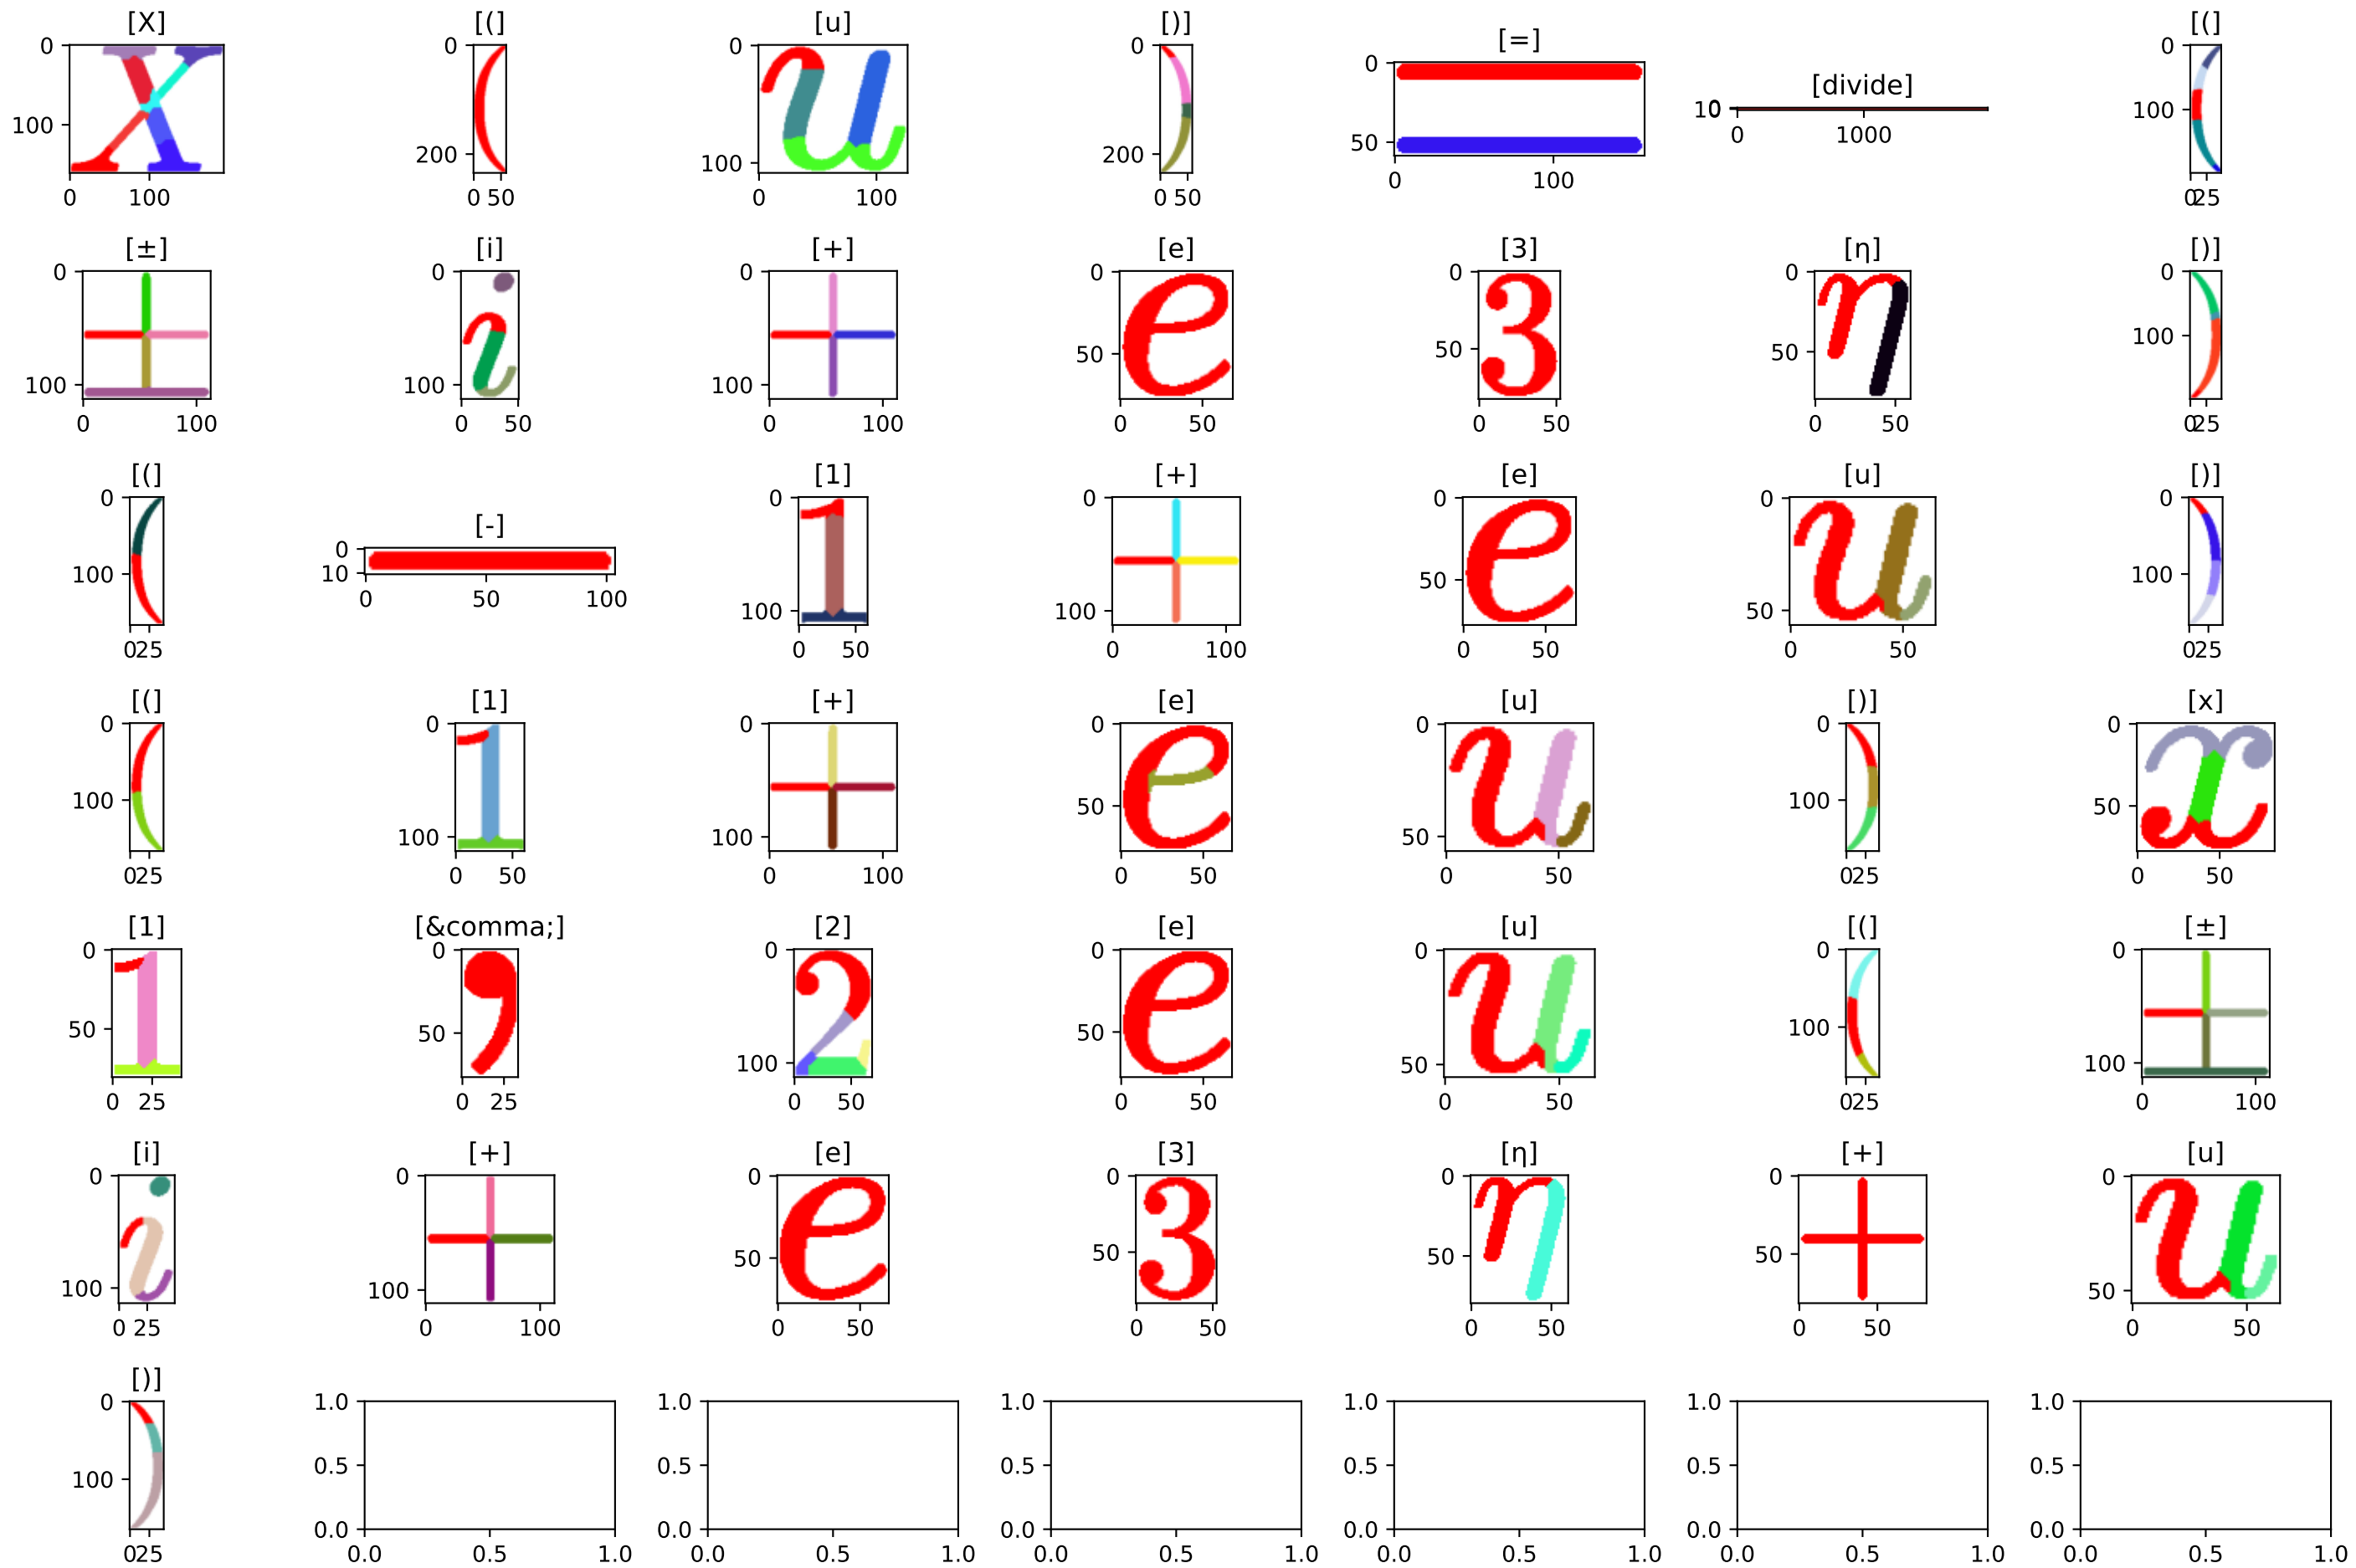 [X] [(] [u] [)] [=] [divide] [(]
[±] [i] [+] [e] [3] [η] [)]
[(] [-] [1] [+] [e] [u] [)]
[(] [1] [+] [e] [u] [)] [x]
[1] [&comma;] [2] [e] [u] [(] [±]
[i] [+] [e] [3] [η] [+] [u]
[)]